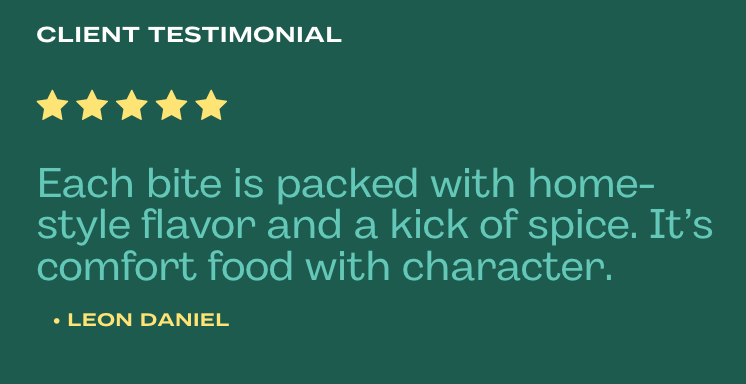 CLIENT TESTIMONIAL
Each bite is packed with home-
style flavor and a kick of spice. It’s
comfort food with character.
• LEON DANIEL